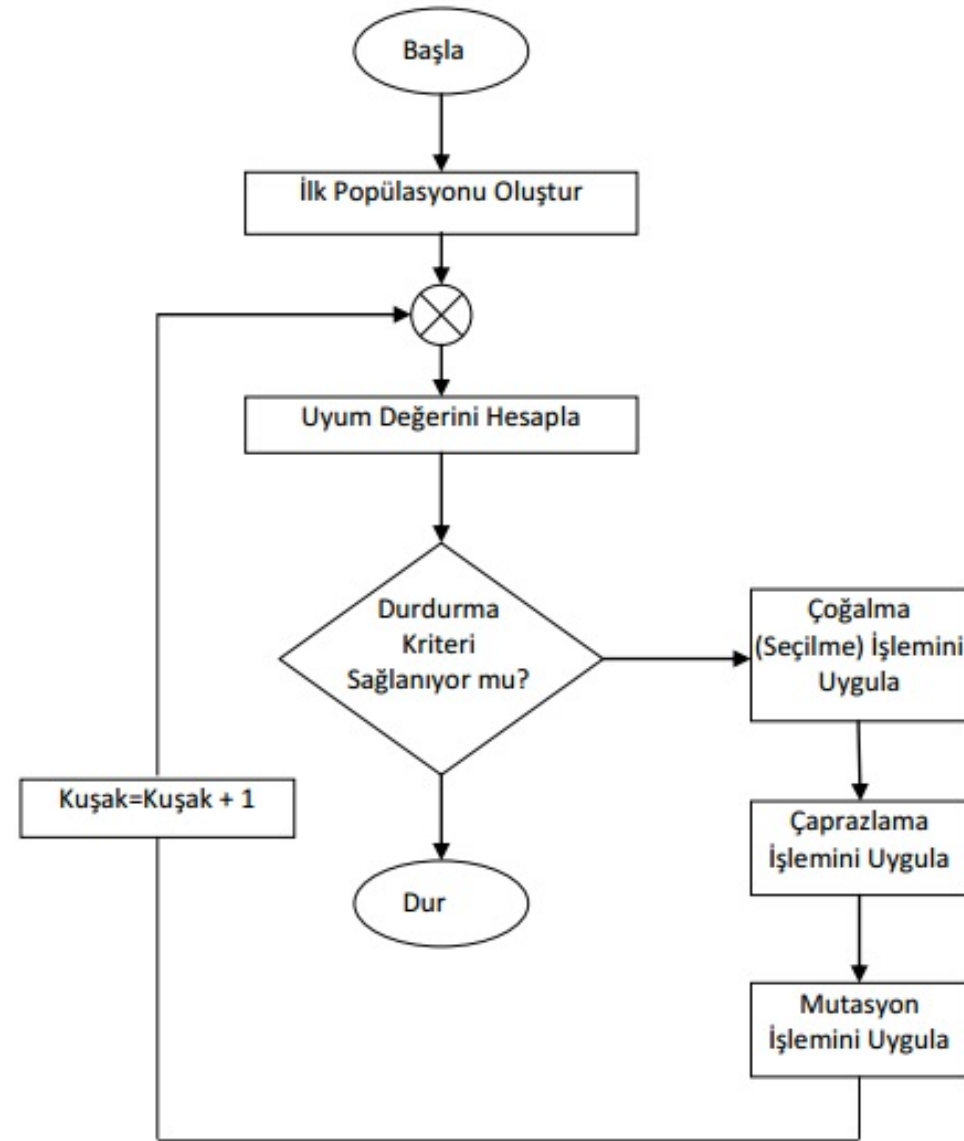 Başla
İlk Popülasyonu Oluştur
Uyum Değerini Hesapla
Durdurma
Kriteri
Sağlanıyor mu?
Çoğalma
(Seçilme) İşlemini
Uygula
Kuşak=Kuşak + 1
Çaprazlama
İşlemini Uygula
Dur
Mutasyon
İşlemini Uygula